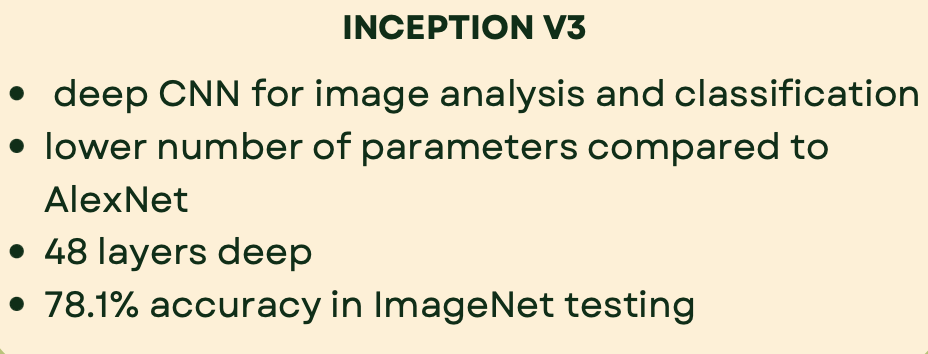 INCEPTION V3
• deep CNN for image analysis and classification
• lower number of parameters compared to
AlexNet
• 48 layers deep
• 78.1% accuracy in ImageNet testing